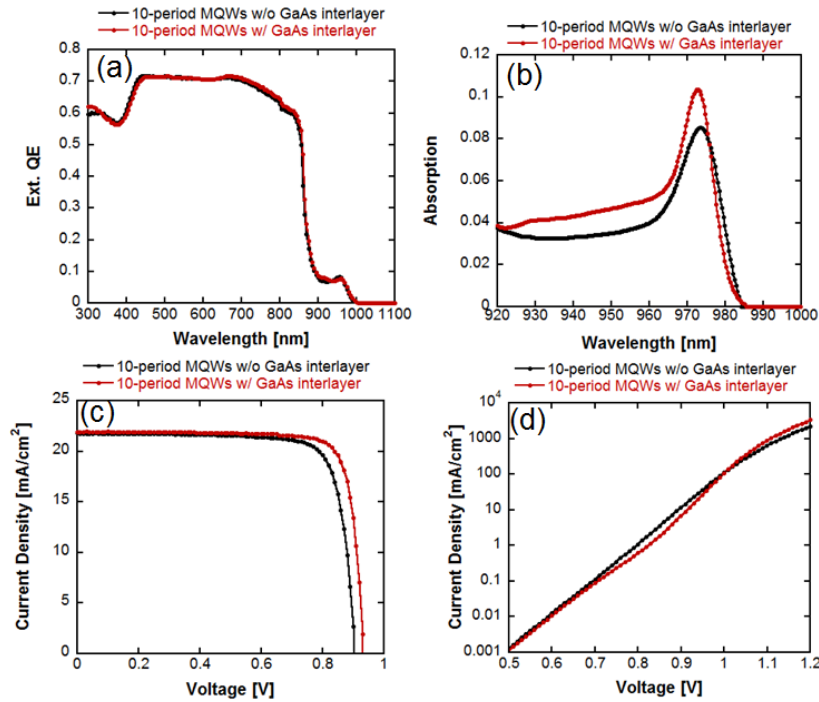 10-period MQWs w/o GaAs interlayer
10-period MQWs w/ GaAs interlayer
(a)
Ext. QE
0.8
0.7
0.6
0.5
0.4
0.3
0.2
0.1
0
300 400 500 600 700 800 900 1000 1100
Wavelength [nm]
10-period MQWs w/o GaAs interlayer
10-period MQWs w/ GaAs interlayer
(b)
Absorption
0.12
0.1
0.08
0.06
0.04
0.02
0
920 930 940 950 960 970 980 990 1000
Wavelength [nm]
10-period MQWs w/o GaAs interlayer
10-period MQWs w/ GaAs interlayer
(c)
Current Density [mA/cm²]
25
20
15
10
5
0
0 0.2 0.4 0.6 0.8 1
Voltage [V]
10-period MQWs w/o GaAs interlayer
10-period MQWs w/ GaAs interlayer
(d)
Current Density [mA/cm²]
10⁴
1000
100
10
1
0.1
0.01
0.001
0.5 0.6 0.7 0.8 0.9 1 1.1 1.2
Voltage [V]